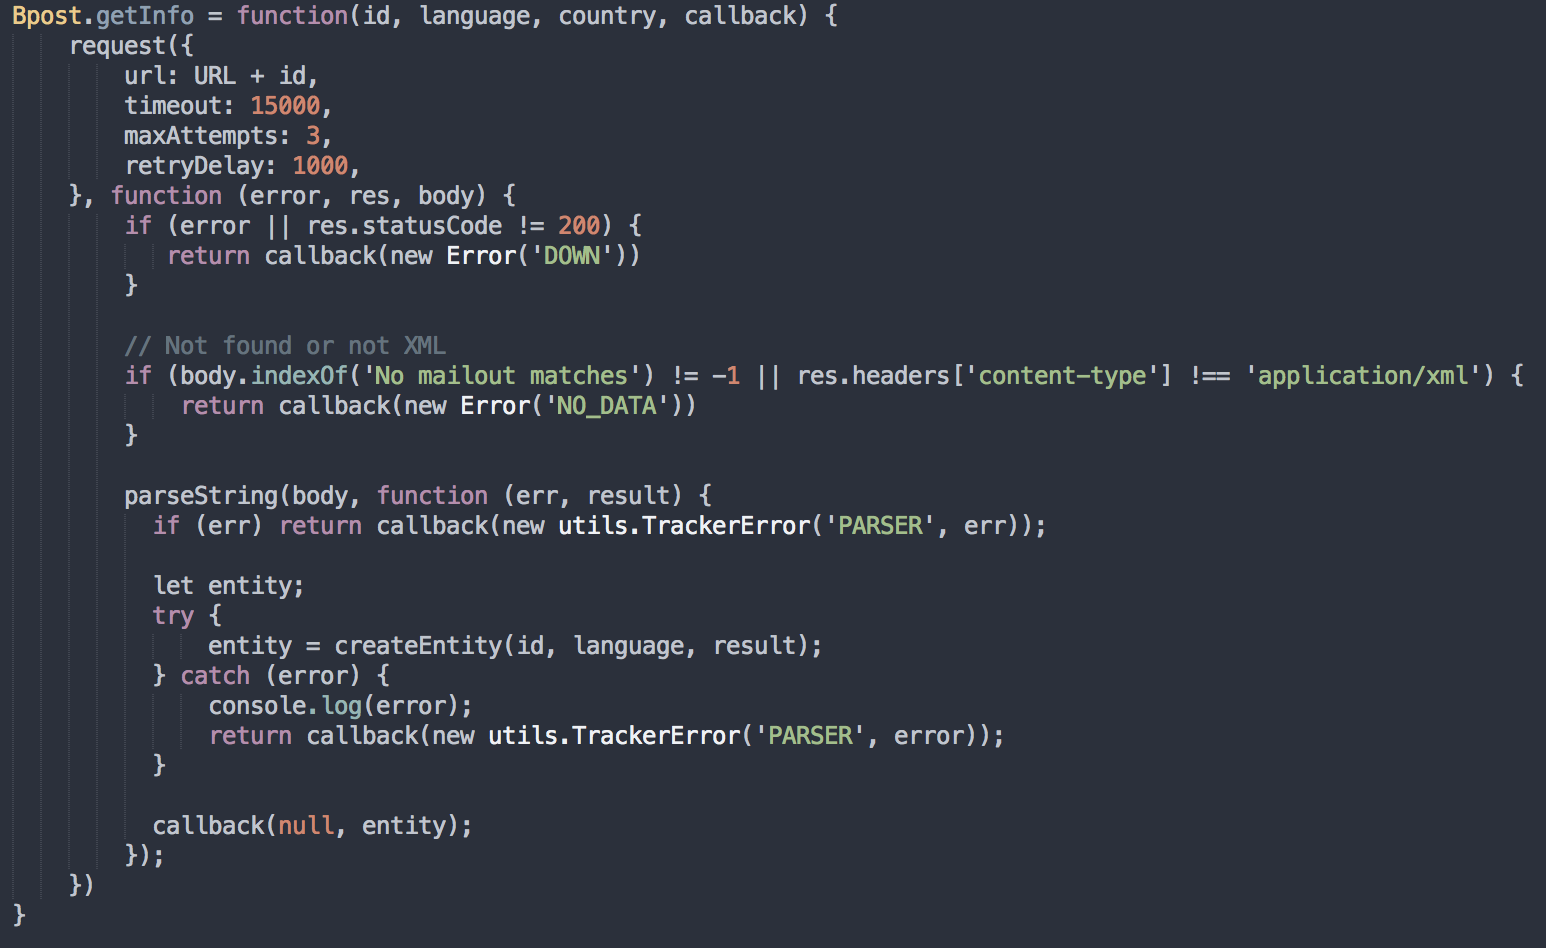 Bpost.getInfo = function(id, language, country, callback) {
    request({
        url: URL + id,
        timeout: 15000,
        maxAttempts: 3,
        retryDelay: 1000,
    }, function (error, res, body) {
        if (error || res.statusCode != 200) {
           return callback(new Error('DOWN'))
        }

        // Not found or not XML
        if (body.indexOf('No mailout matches') != -1 || res.headers['content-type'] !== 'application/xml') {
            return callback(new Error('NO_DATA'))
        }

        parseString(body, function (err, result) {
          if (err) return callback(new utils.TrackerError('PARSER', err));

          let entity;
          try {
              entity = createEntity(id, language, result);
          } catch (error) {
              console.log(error);
              return callback(new utils.TrackerError('PARSER', error));
          }

          callback(null, entity);
        });
    })
}